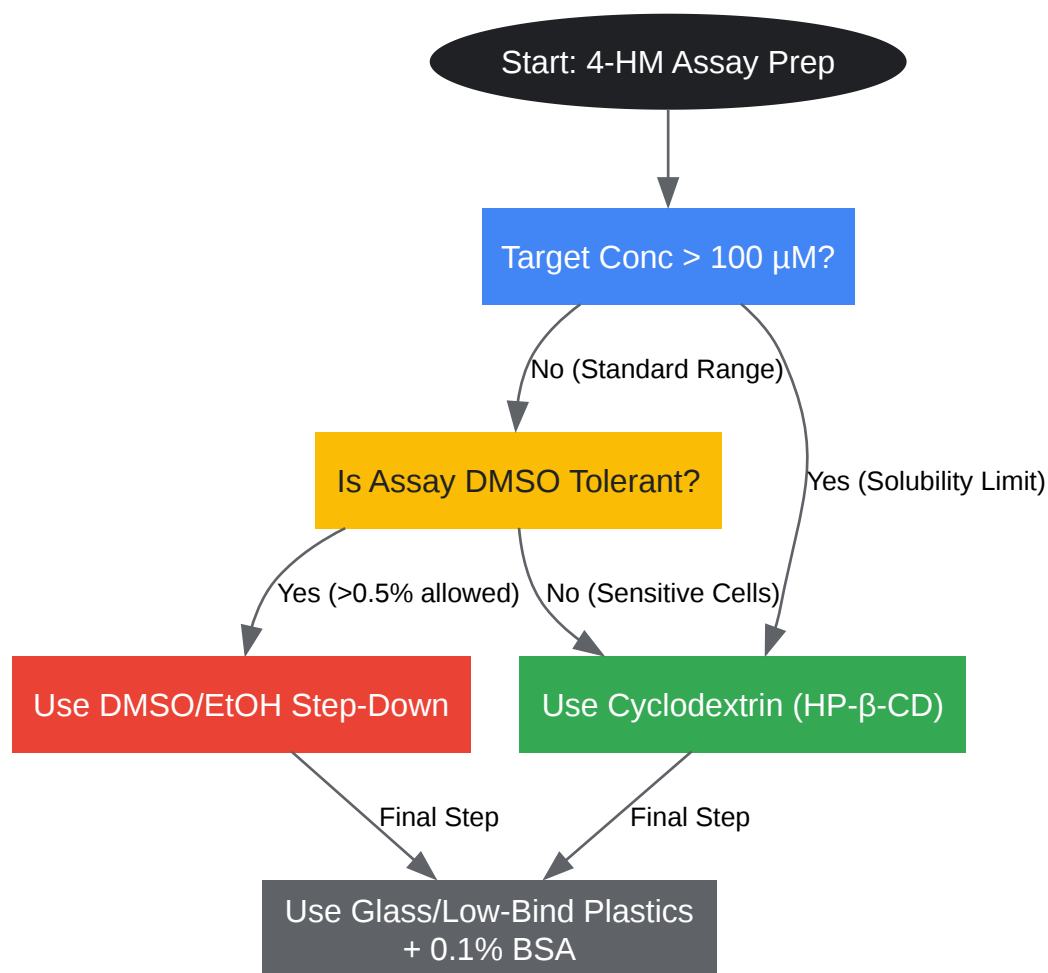 Start: 4-HM Assay Prep
Target Conc > 100 µM?
No (Standard Range)
Is Assay DMSO Tolerant?
Yes (Solubility Limit)
Yes (>0.5% allowed)
No (Sensitive Cells)
Use DMSO/EtOH Step-Down
Use Cyclodextrin (HP-β-CD)
Final Step
Final Step
Use Glass/Low-Bind Plastics
+ 0.1% BSA